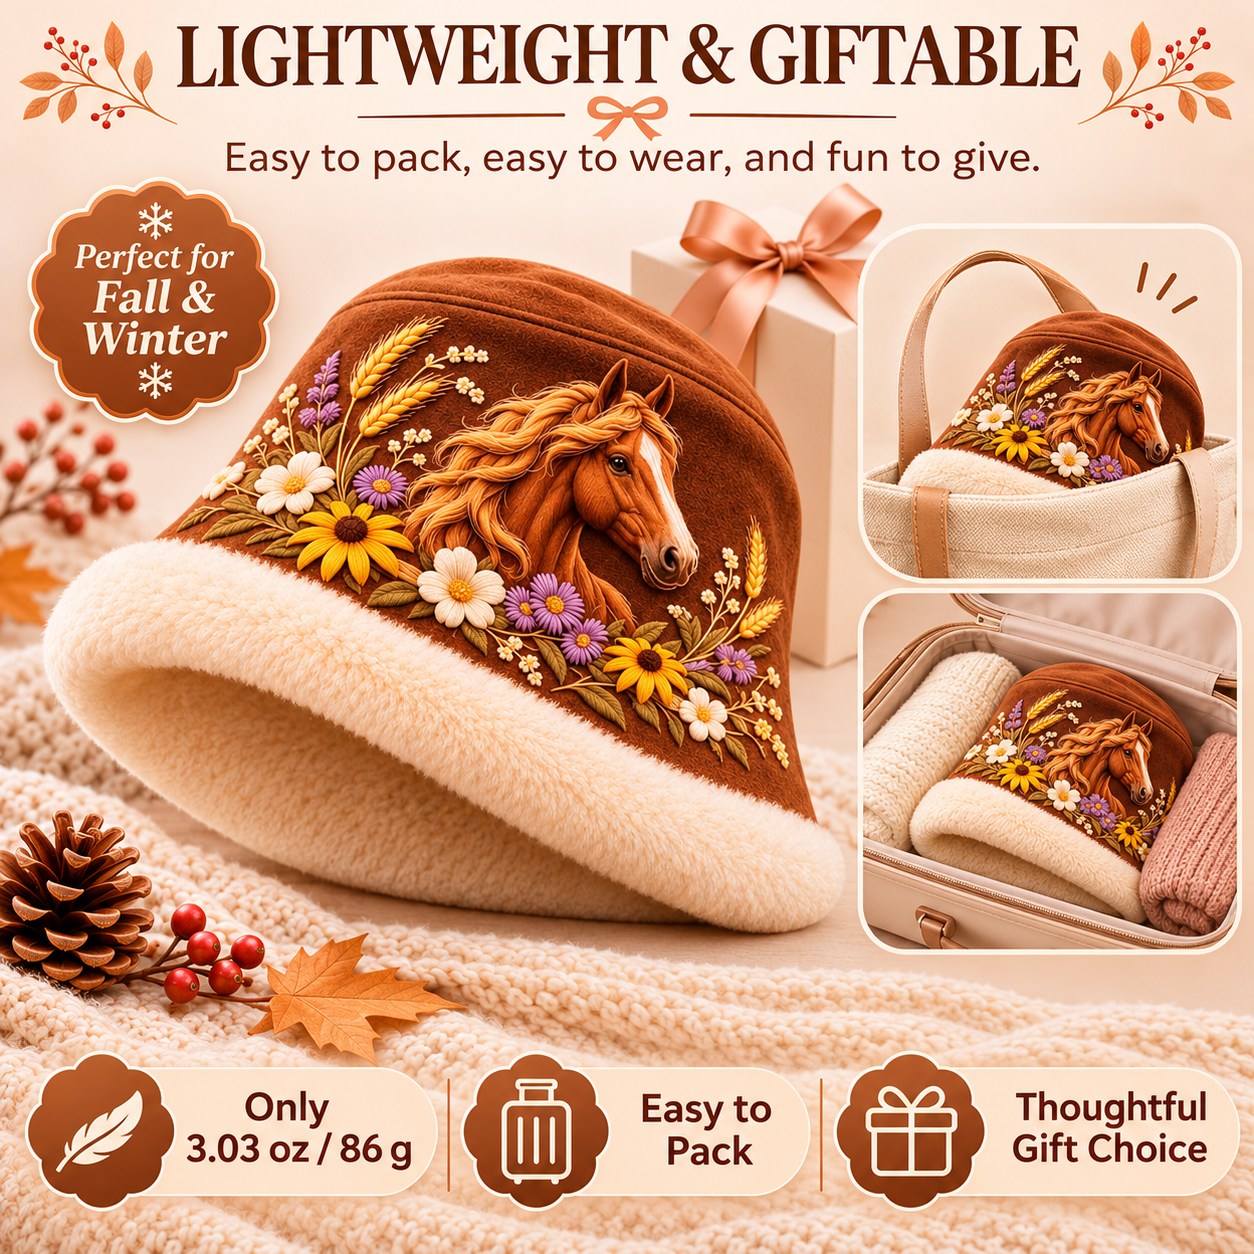 LIGHTWEIGHT & GIFTABLE
Easy to pack, easy to wear, and fun to give.
Perfect for
Fall &
Winter
Only
3.03 oz / 86 g
Easy to
Pack
Thoughtful
Gift Choice